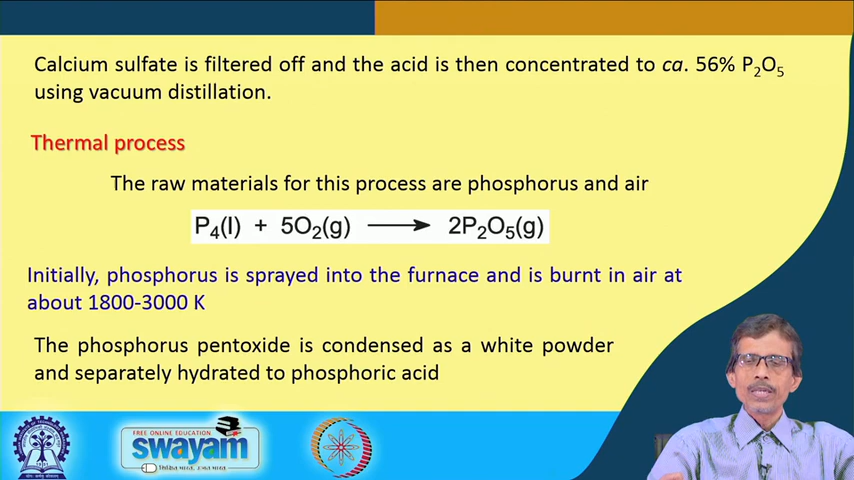 Calcium sulfate is filtered off and the acid is then concentrated to ca. 56% P₂O₅
using vacuum distillation.
Thermal process
The raw materials for this process are phosphorus and air
P₄(l) + 5O₂(g) ⟶ 2P₂O₅(g)
Initially, phosphorus is sprayed into the furnace and is burnt in air at
about 1800-3000 K
The phosphorus pentoxide is condensed as a white powder
and separately hydrated to phosphoric acid
FREE ONLINE EDUCATION
swayam